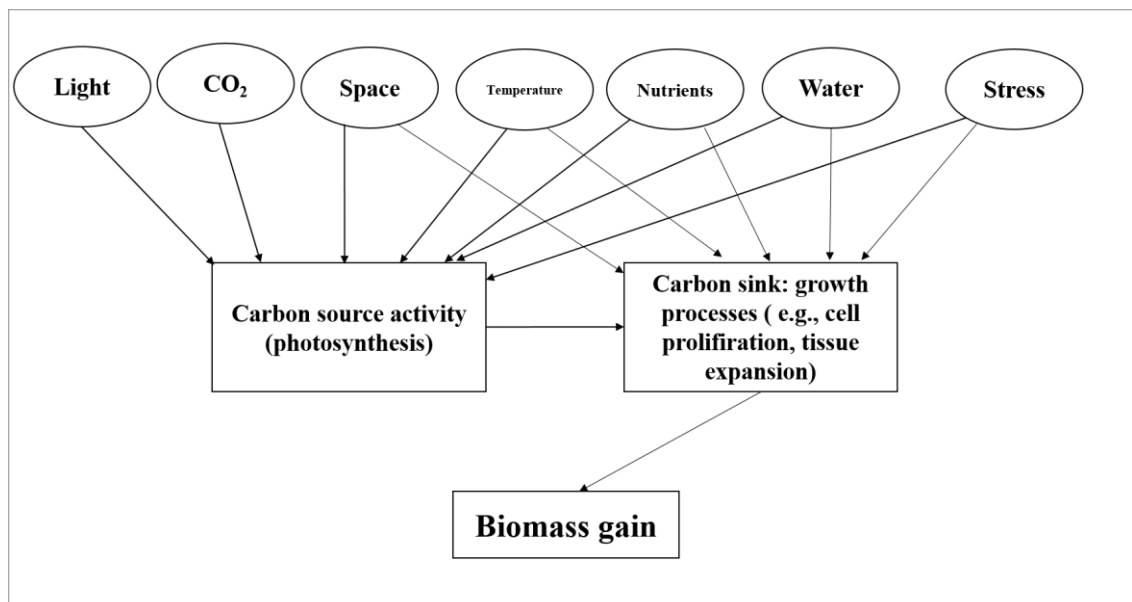 Light
CO₂
Space
Temperature
Nutrients
Water
Stress
Carbon source activity
(photosynthesis)
Carbon sink: growth
processes ( e.g., cell
prolifiration, tissue
expansion)
Biomass gain